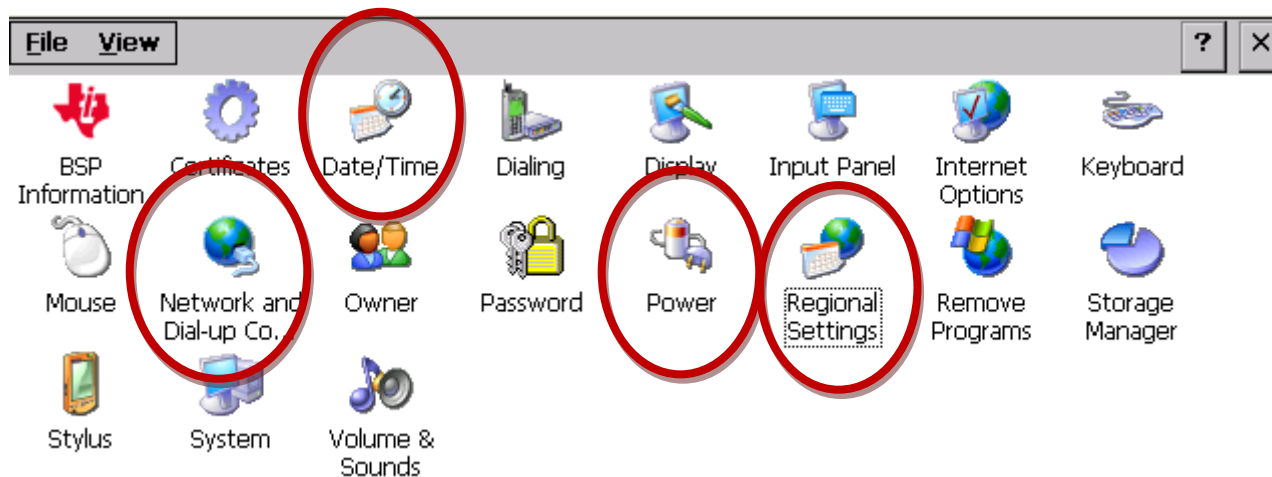 File View ? ×
BSP Information
Certificates
Date/Time
Dialing
Display
Input Panel
Internet Options
Keyboard
Mouse
Network and Dial-up Co...
Owner
Password
Power
Regional Settings
Remove Programs
Storage Manager
Stylus
System
Volume & Sounds